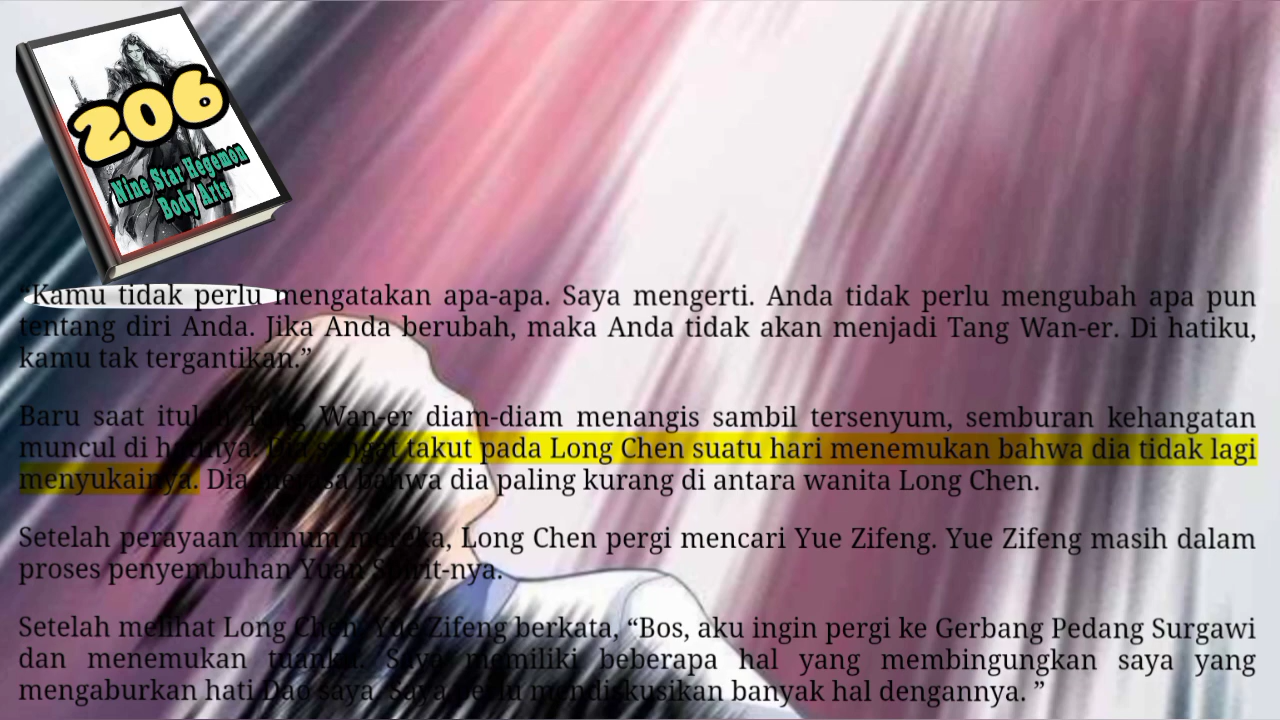 206
Nine Star Hegemon
Body Arts
“Kamu tidak perlu mengatakan apa-apa. Saya mengerti. Anda tidak perlu mengubah apa pun
tentang diri Anda. Jika Anda berubah, maka Anda tidak akan menjadi Tang Wan-er. Di hatiku,
kamu tak tergantikan.”
Baru saat itulah Tang Wan-er diam-diam menangis sambil tersenyum, semburan kehangatan
muncul di hatinya. Dia sangat takut pada Long Chen suatu hari menemukan bahwa dia tidak lagi
menyukainya. Dia merasa bahwa dia paling kurang di antara wanita Long Chen.
Setelah perayaan minum mereka, Long Chen pergi mencari Yue Zifeng. Yue Zifeng masih dalam
proses penyembuhan Yuan Spirit-nya.
Setelah melihat Long Chen, Yue Zifeng berkata, “Bos, aku ingin pergi ke Gerbang Pedang Surgawi
dan menemukan tuanku. Saya memiliki beberapa hal yang membingungkan saya yang
mengaburkan hati Dao saya. Saya perlu mendiskusikan banyak hal dengannya. ”